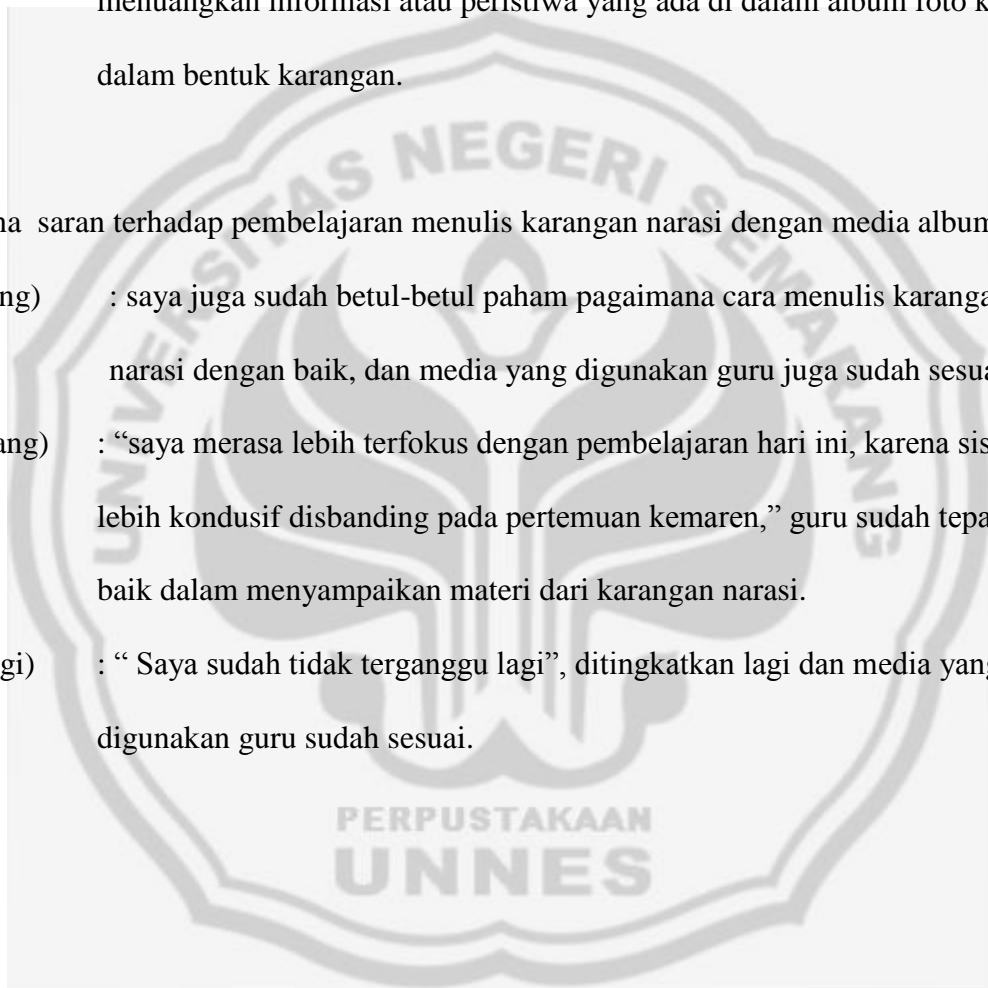 menuangkan informasi atau peristiwa yang ada di dalam album foto k
dalam bentuk karangan.
na saran terhadap pembelajaran menulis karangan narasi dengan media album
ng) : saya juga sudah betul-betul paham pagaimana cara menulis karanga
narasi dengan baik, dan media yang digunakan guru juga sudah sesua
ang) : “saya merasa lebih terfokus dengan pembelajaran hari ini, karena sis
lebih kondusif disbanding pada pertemuan kemaren,” guru sudah tepa
baik dalam menyampaikan materi dari karangan narasi.
gi) : “ Saya sudah tidak terganggu lagi”, ditingkatkan lagi dan media yang
digunakan guru sudah sesuai.
UNIVERSITAS NEGERI SEMARANG
PERPUSTAKAAN
UNNES